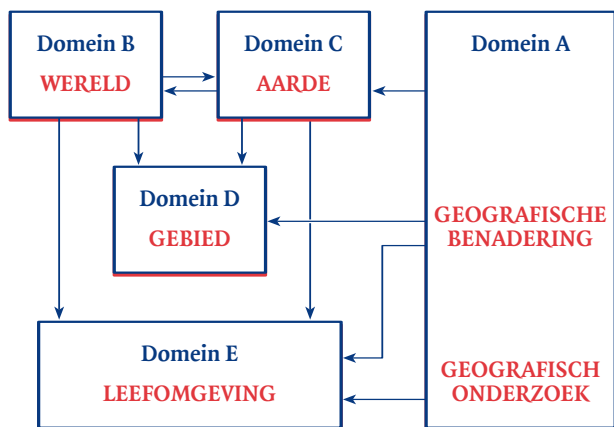 Domein B
WERELD
Domein C
AARDE
Domein A
Domein D
GEBIED
GEOGRAFISCHE
BENADERING
Domein E
LEEFOMGEVING
GEOGRAFISCH
ONDERZOEK